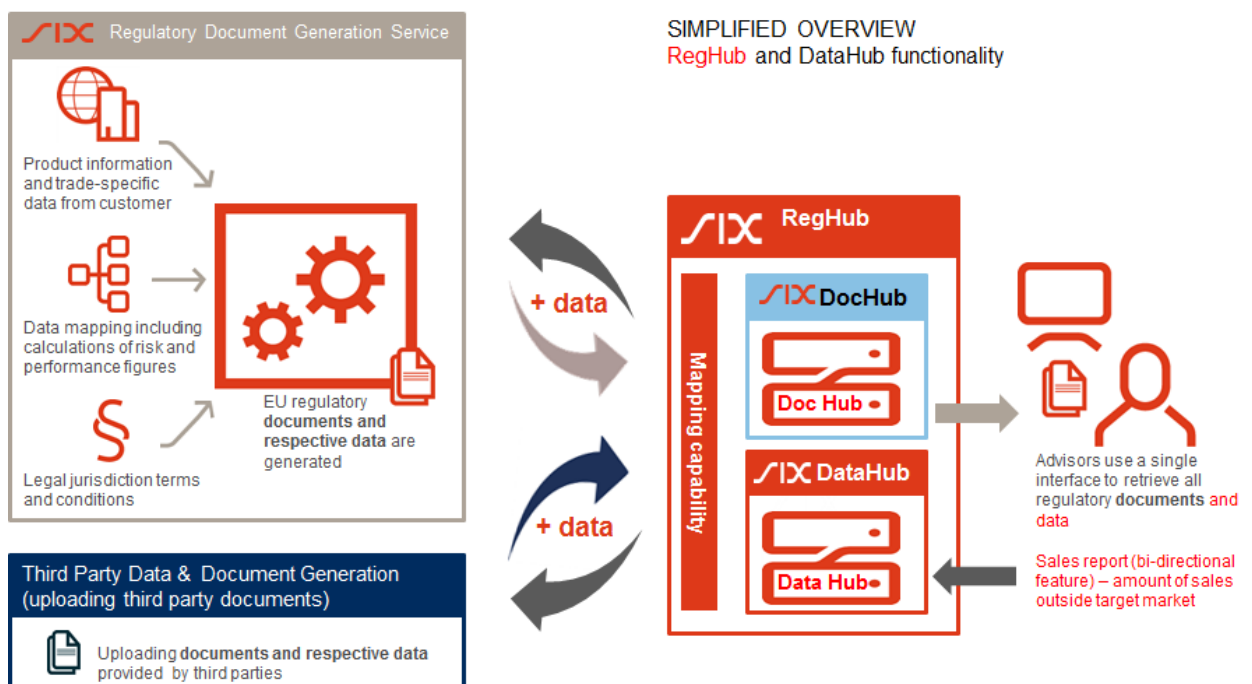 SIX Regulatory Document Generation Service
Product information
and trade-specific
data from customer
Data mapping including
calculations of risk and
performance figures
§
Legal jurisdiction terms
and conditions
EU regulatory
documents and
respective data are
generated
Third Party Data & Document Generation
(uploading third party documents)
Uploading documents and respective data
provided by third parties
+ data
+ data
SIMPLIFIED OVERVIEW
RegHub and DataHub functionality
SIX RegHub
Mapping capability
SIX DocHub
Doc Hub
SIX DataHub
Data Hub
Advisors use a single
interface to retrieve all
regulatory documents and
data
Sales report (bi-directional
feature) – amount of sales
outside target market